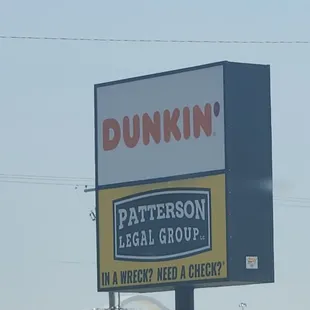 DUNKIN'
PATTERSON
LEGAL GROUP
IN A WRECK? NEED A CHECK?